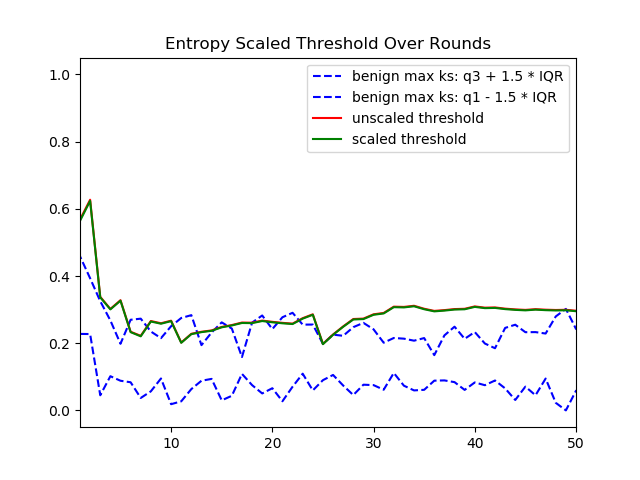 Entropy Scaled Threshold Over Rounds
benign max ks: q3 + 1.5 * IQR
benign max ks: q1 - 1.5 * IQR
unscaled threshold
scaled threshold
1.0
0.8
0.6
0.4
0.2
0.0
10 20 30 40 50